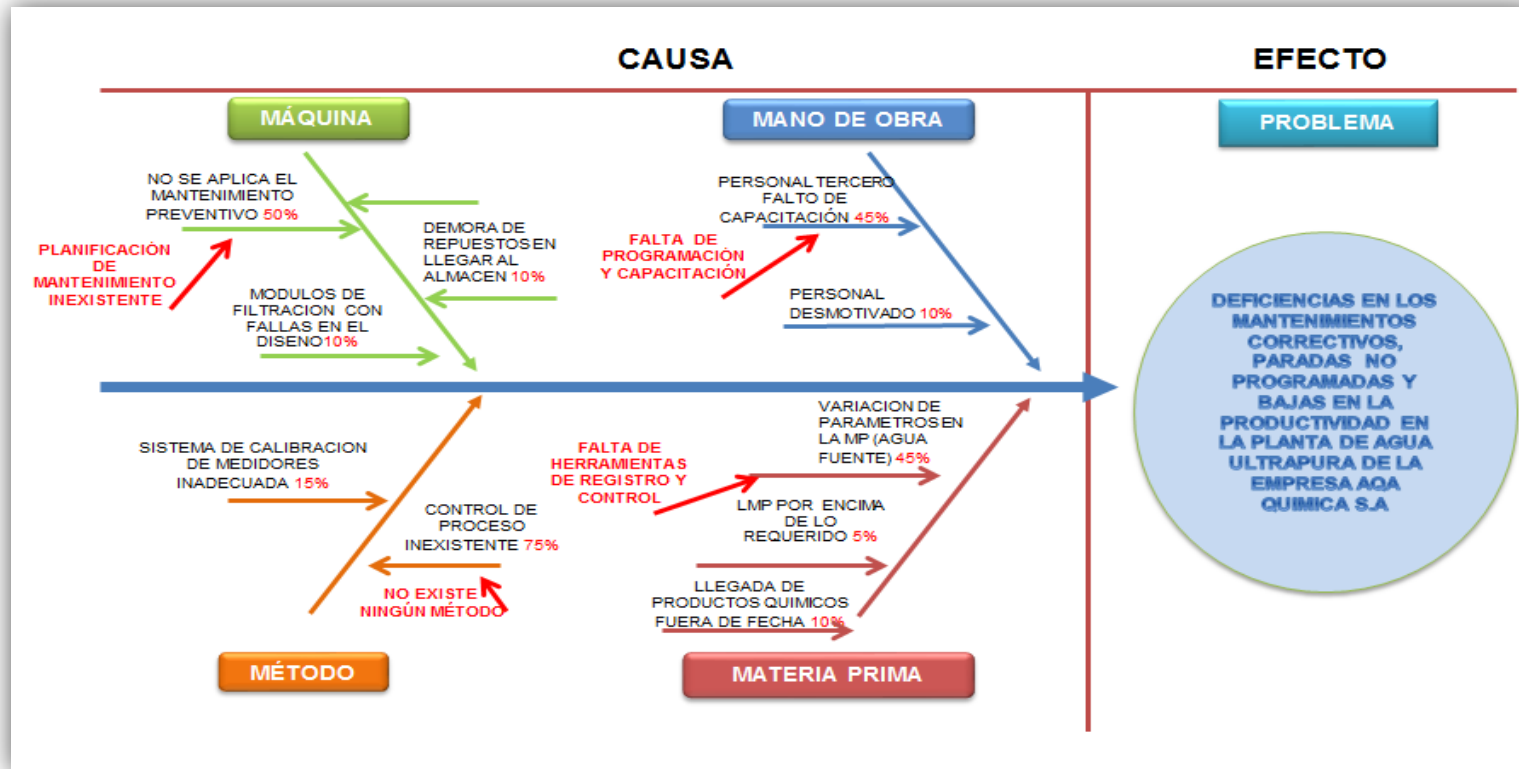 CAUSA
EFECTO
MÁQUINA
MANO DE OBRA
PROBLEMA
NO SE APLICA EL
MANTENIMIENTO
PREVENTIVO 50%
PLANIFICACIÓN
DE
MANTENIMIENTO
INEXISTENTE
DEMORA DE
REPUESTOS EN
LLEGAR AL
ALMACEN 10%
MODULOS DE
FILTRACION CON
FALLAS EN EL
DISENO10%
PERSONAL TERCERO
FALTO DE
CAPACITACIÓN 45%
FALTA DE
PROGRAMACIÓN
Y CAPACITACIÓN
PERSONAL
DESMOTIVADO 10%
DEFICIENCIAS EN LOS
MANTENIMIENTOS
CORRECTIVOS,
PARADAS NO
PROGRAMADAS Y
BAJAS EN LA
PRODUCTIVIDAD EN
LA PLANTA DE AGUA
ULTRAPURA DE LA
EMPRESA AQA
QUIMICA S.A
SISTEMA DE CALIBRACION
DE MEDIDORES
INADECUADA 15%
CONTROL DE
PROCESO
INEXISTENTE 75%
NO EXISTE
NINGÚN MÉTODO
VARIACION DE
PARAMETROS EN
LA MP (AGUA
FUENTE) 45%
FALTA DE
HERRAMIENTAS
DE REGISTRO Y
CONTROL
LMP POR ENCIMA
DE LO
REQUERIDO 5%
LLEGADA DE
PRODUCTOS QUIMICOS
FUERA DE FECHA 10%
MÉTODO
MATERIA PRIMA